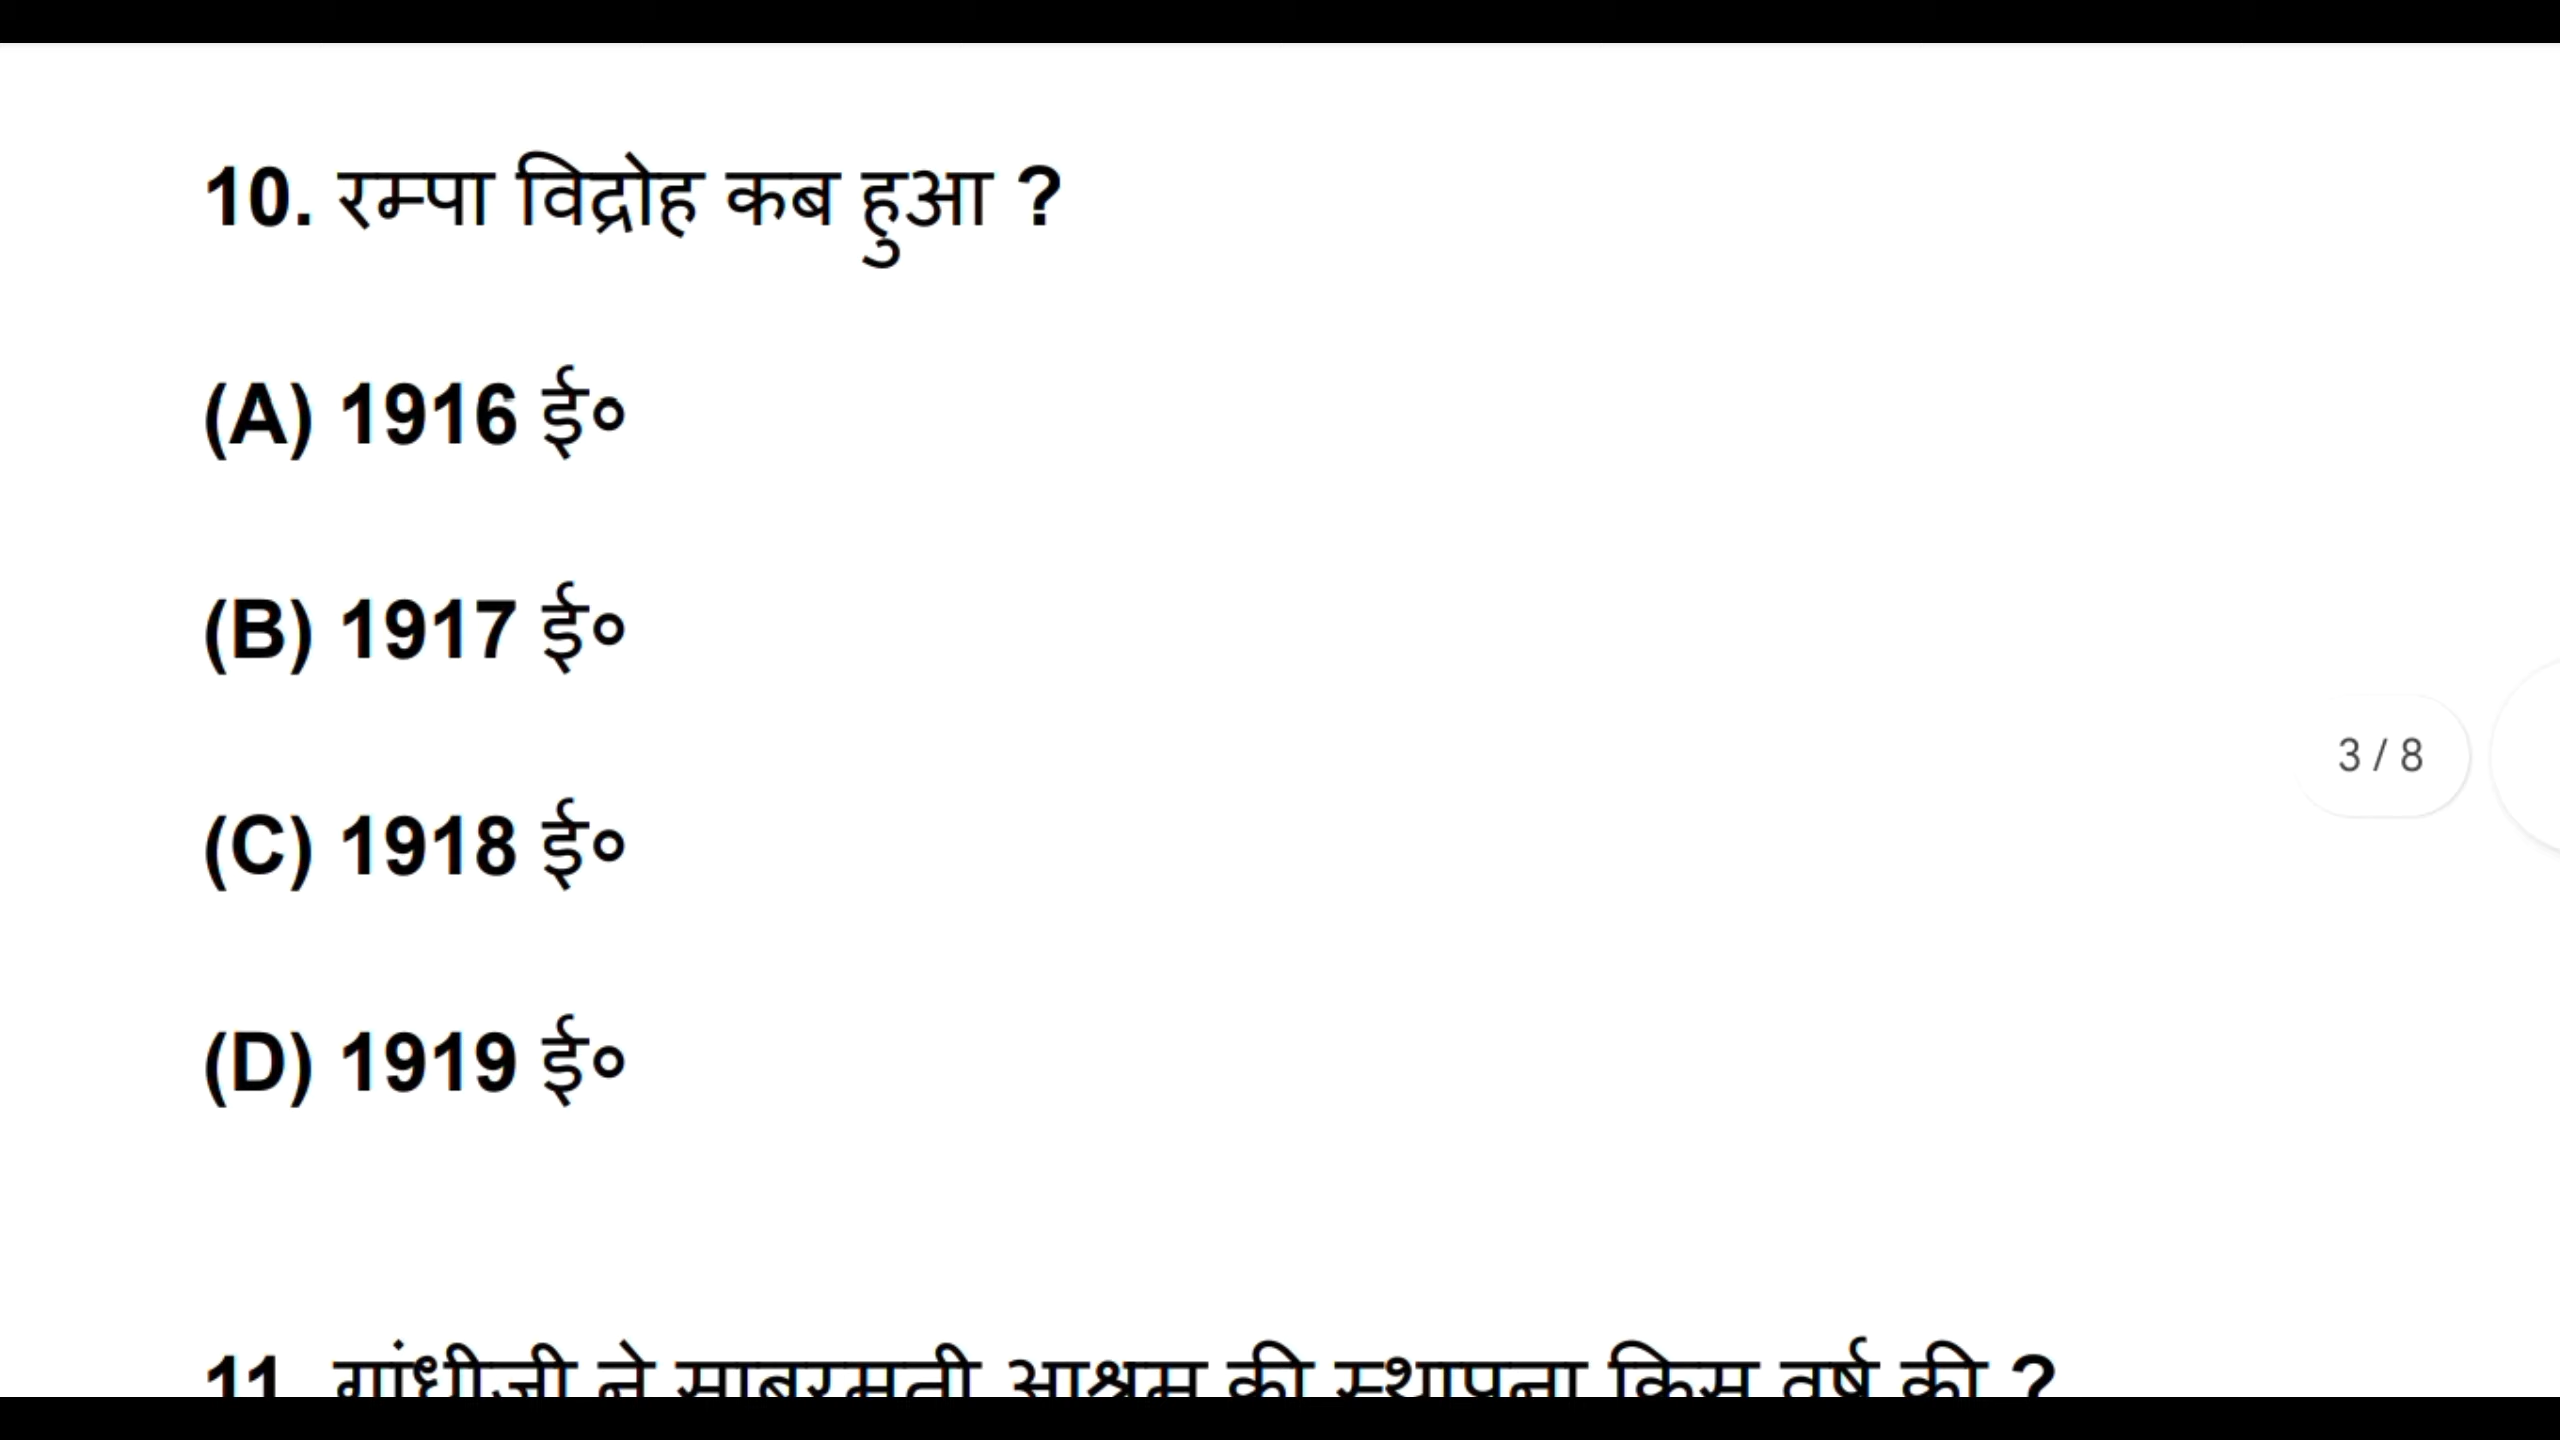 10. रम्पा विद्रोह कब हुआ ?
(A) 1916 ई०
(B) 1917 ई०
(C) 1918 ई०
3 / 8
(D) 1919 ई०
11 गांधीजी ने साबरमती आश्रम की स्थापना किस वर्ष की ?